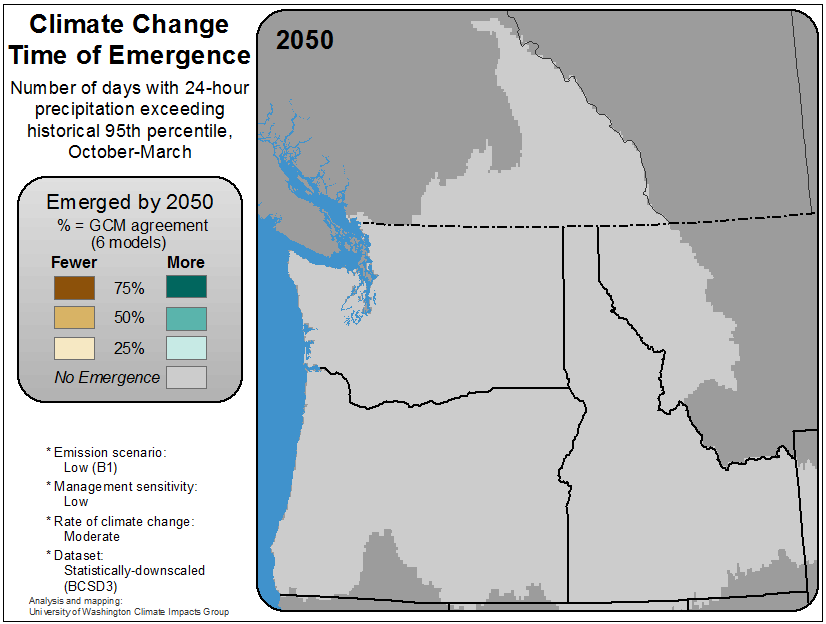 Climate Change
Time of Emergence
Number of days with 24-hour
precipitation exceeding
historical 95th percentile,
October-March
2050
Emerged by 2050
% = GCM agreement
(6 models)
Fewer More
75%
50%
25%
No Emergence
* Emission scenario:
Low (B1)
* Management sensitivity:
Low
* Rate of climate change:
Moderate
* Dataset:
Statistically-downscaled
(BCSD3)
Analysis and mapping:
University of Washington Climate Impacts Group